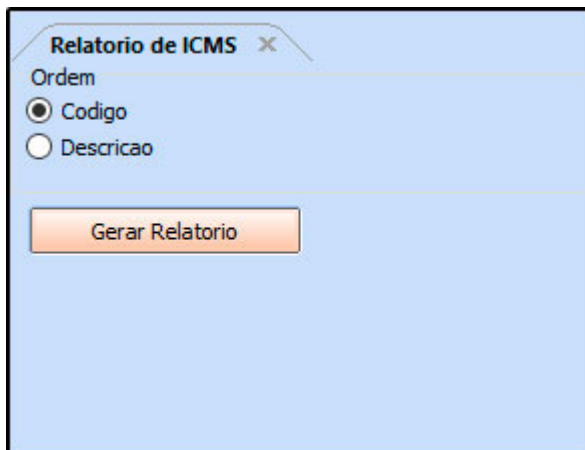 Relatorio de ICMS
Ordem
Codigo
Descricao
Gerar Relatorio